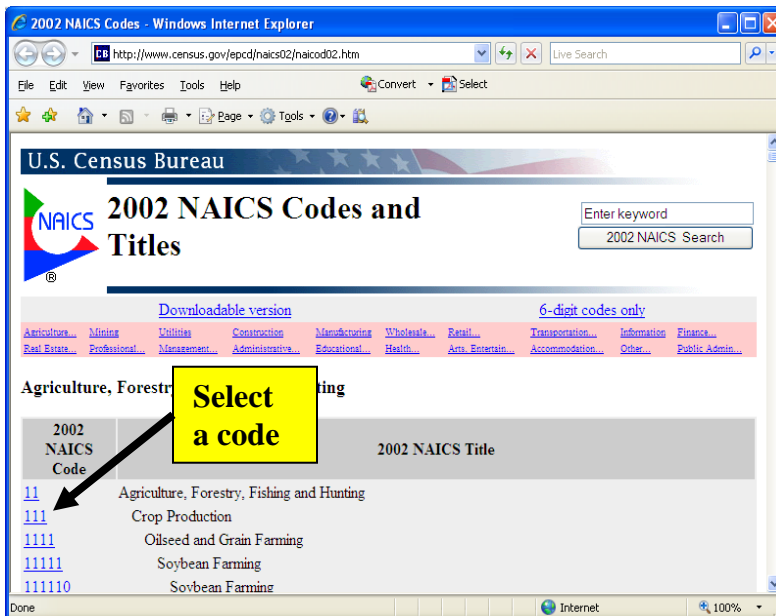 2002 NAICS Codes - Windows Internet Explorer
CB http://www.census.gov/epcd/naics02/naicod02.htm Live Search
File Edit View Favorites Tools Help Convert Select
Page Tools
U.S. Census Bureau
NAICS
®
2002 NAICS Codes and
Titles
Enter keyword
2002 NAICS Search
Downloadable version 6-digit codes only
Agriculture... Mining Utilities Construction Manufacturing Wholesale... Retail... Transportation... Information Finance...
Real Estate... Professional... Management... Administrative... Educational... Health... Arts, Entertain... Accommodation... Other... Public Admin...
Agriculture, Forestr ting
Select
a code
2002
NAICS
Code
2002 NAICS Title
11 Agriculture, Forestry, Fishing and Hunting
111 Crop Production
1111 Oilseed and Grain Farming
11111 Soybean Farming
111110 Soybean Farming
Done Internet 100%